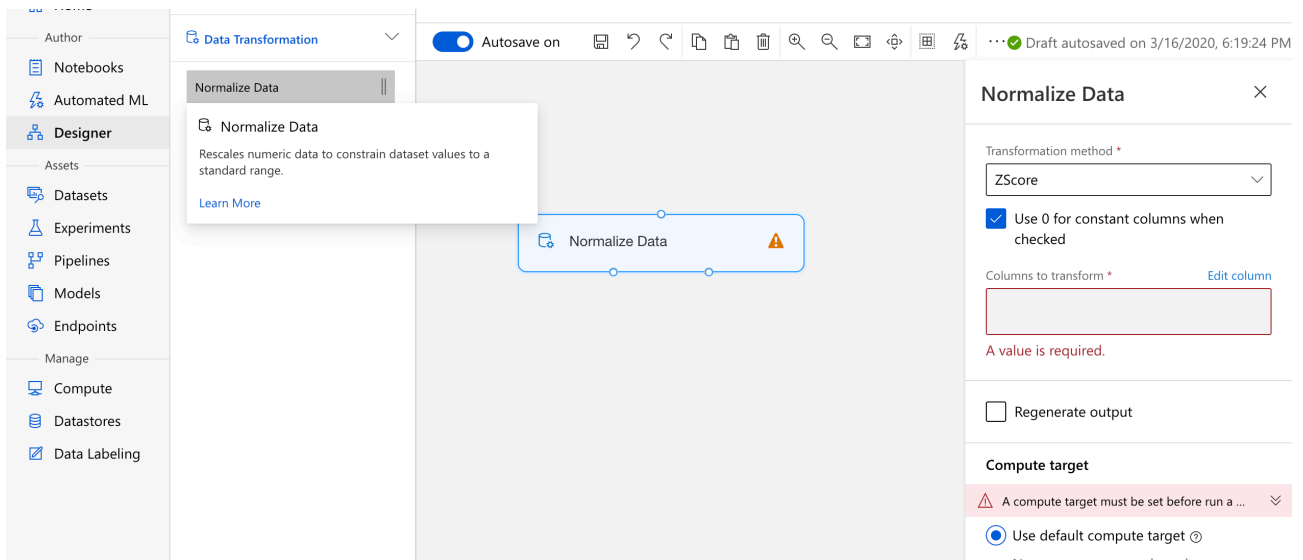 Author
Notebooks
Automated ML
Designer
Assets
Datasets
Experiments
Pipelines
Models
Endpoints
Manage
Compute
Datastores
Data Labeling
Data Transformation
Normalize Data
Normalize Data
Rescales numeric data to constrain dataset values to a
standard range.
Learn More
Autosave on
Draft autosaved on 3/16/2020, 6:19:24 PM
Normalize Data
Normalize Data
Transformation method *
ZScore
Use 0 for constant columns when
checked
Columns to transform *
Edit column
A value is required.
Regenerate output
Compute target
A compute target must be set before run a ...
Use default compute target